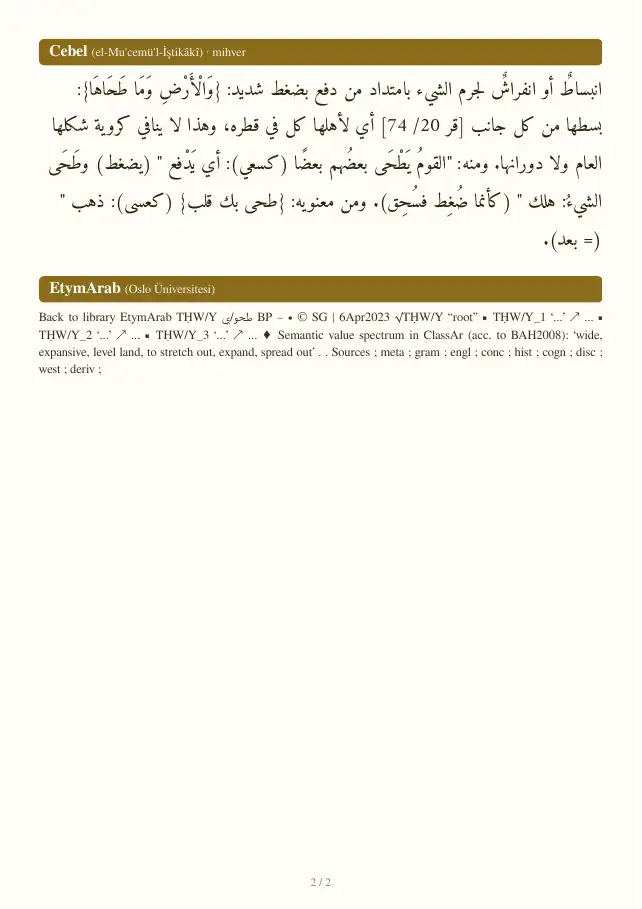 Cebel (el-Mu'cemü'l-İştikâkî) · mihver
انبساطٌ أو انفراشٌ لجرم الشيء بامتداد من دفع بضغط شديد: {وَالْأَرْضِ وَمَا طَحَاهَا}:
بسطها من كل جانب [قر 20/ 74] أي لأهلها كل في قطره، وهذا لا ينافي كروية شكلها
العام ولا دورانها. ومنه: "القومُ يَطْحَى بعضُهم بعضًا (كسعي): أي يَدْفع " (يضغط) وطَحَى
الشيءُ: هلك " (كأنما ضُغِط فسُحِق). ومن معنويه: {طحى بك قلب} (كعسى): ذهب "
(= بعد).
EtymArab (Oslo Üniversitesi)
Back to library EtymArab ṬḤW/Y طحو/ي BP – • © SG | 6Apr2023 √ṬḤW/Y “root” ▪ ṬḤW/Y_1 ‘...’ ↗ ... ▪
ṬḤW/Y_2 ‘...’ ↗ ... ▪ ṬḤW/Y_3 ‘...’ ↗ ... ♦ Semantic value spectrum in ClassAr (acc. to BAH2008): ‘wide,
expansive, level land, to stretch out, expand, spread out’ . . Sources ; meta ; gram ; engl ; conc ; hist ; cogn ; disc ;
west ; deriv ;
2 / 2